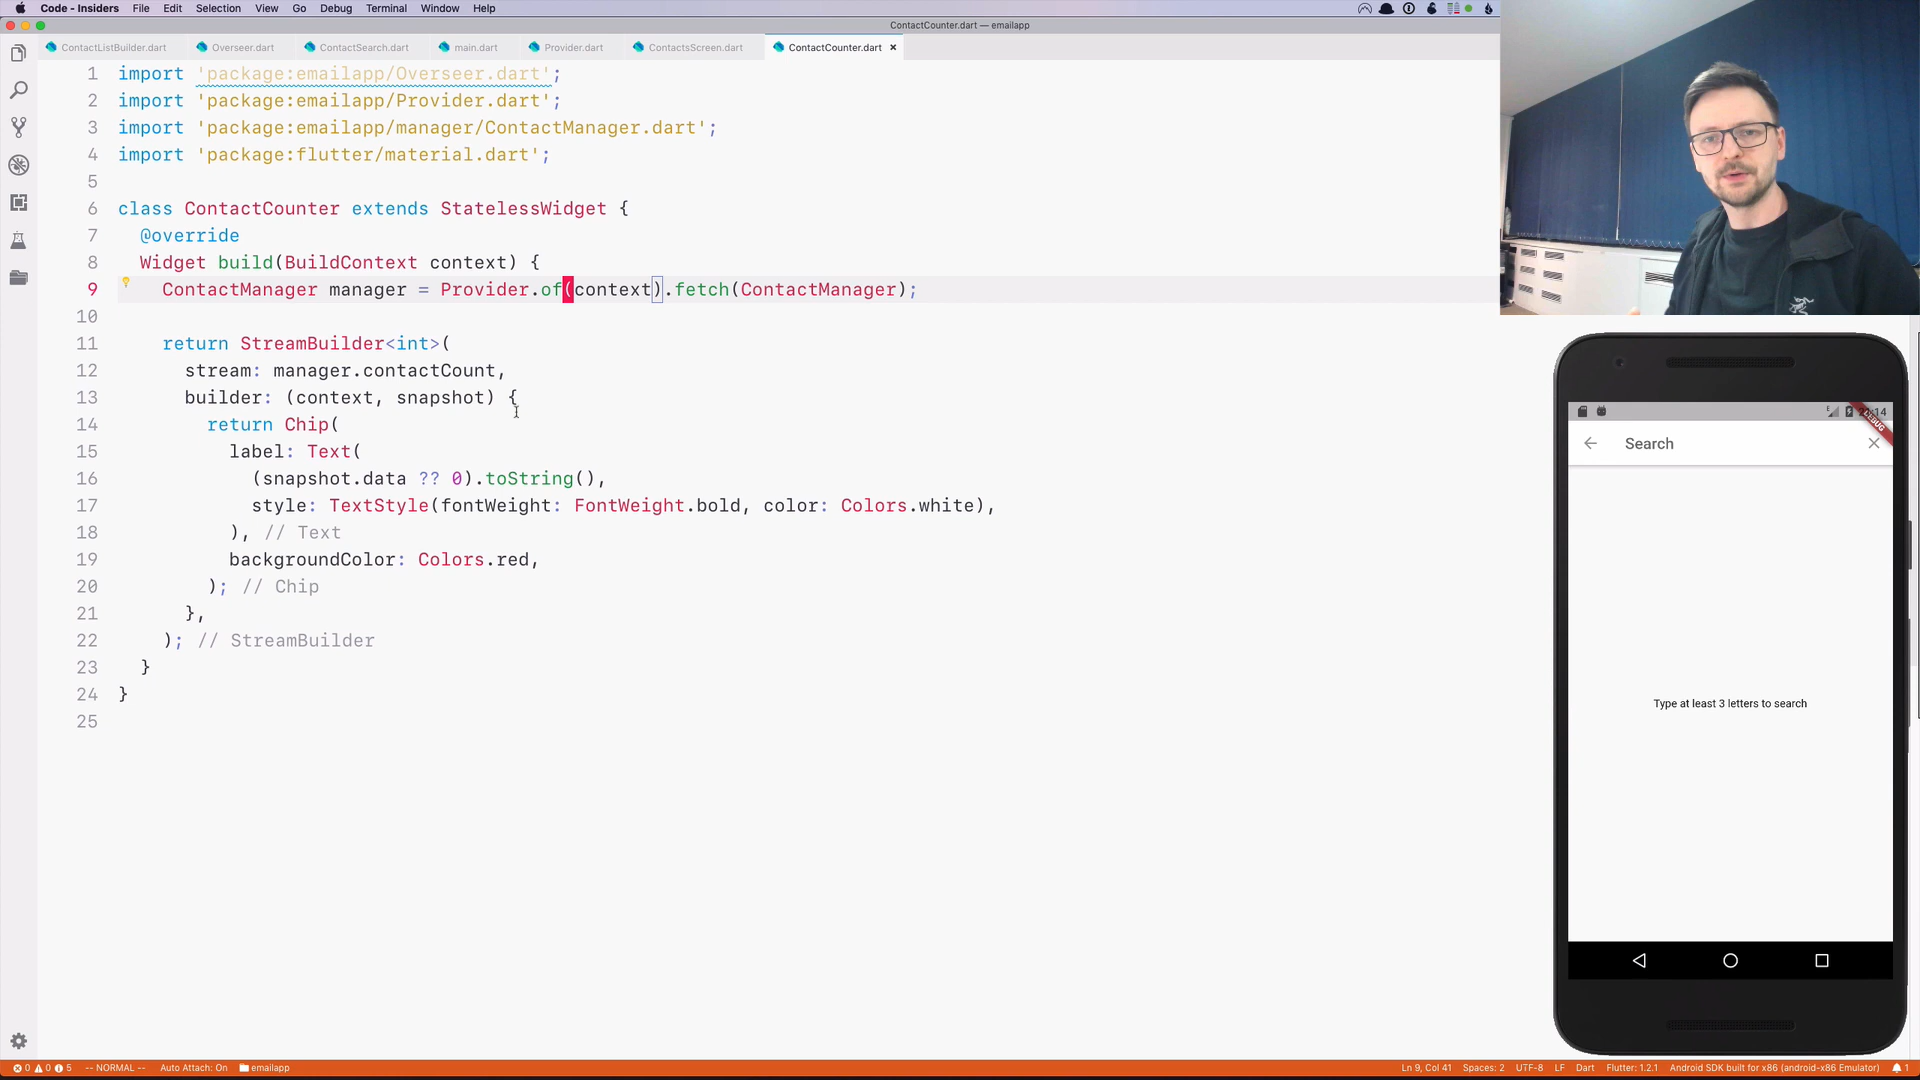 Code - Insiders File Edit Selection View Go Debug Terminal Window Help
ContactCounter.dart — emailapp
ContactListBuilder.dart Overseer.dart ContactSearch.dart main.dart Provider.dart ContactsScreen.dart ContactCounter.dart
1 import 'package:emailapp/Overseer.dart';
2 import 'package:emailapp/Provider.dart';
3 import 'package:emailapp/manager/ContactManager.dart';
4 import 'package:flutter/material.dart';
5
6 class ContactCounter extends StatelessWidget {
7 @override
8 Widget build(BuildContext context) {
9 ContactManager manager = Provider.of(context).fetch(ContactManager);
10
11 return StreamBuilder<int>(
12 stream: manager.contactCount,
13 builder: (context, snapshot) {
14 return Chip(
15 label: Text(
16 (snapshot.data ?? 0).toString(),
17 style: TextStyle(fontWeight: FontWeight.bold, color: Colors.white),
18 ), // Text
19 backgroundColor: Colors.red,
20 ); // Chip
21 },
22 ); // StreamBuilder
23 }
24 }
25
DEBUG
Search
Type at least 3 letters to search
0 0 5 -- NORMAL -- Auto Attach: On emailapp Ln 9, Col 41 Spaces: 2 UTF-8 LF Dart Flutter: 1.2.1 Android SDK built for x86 (android-x86 Emulator) 1